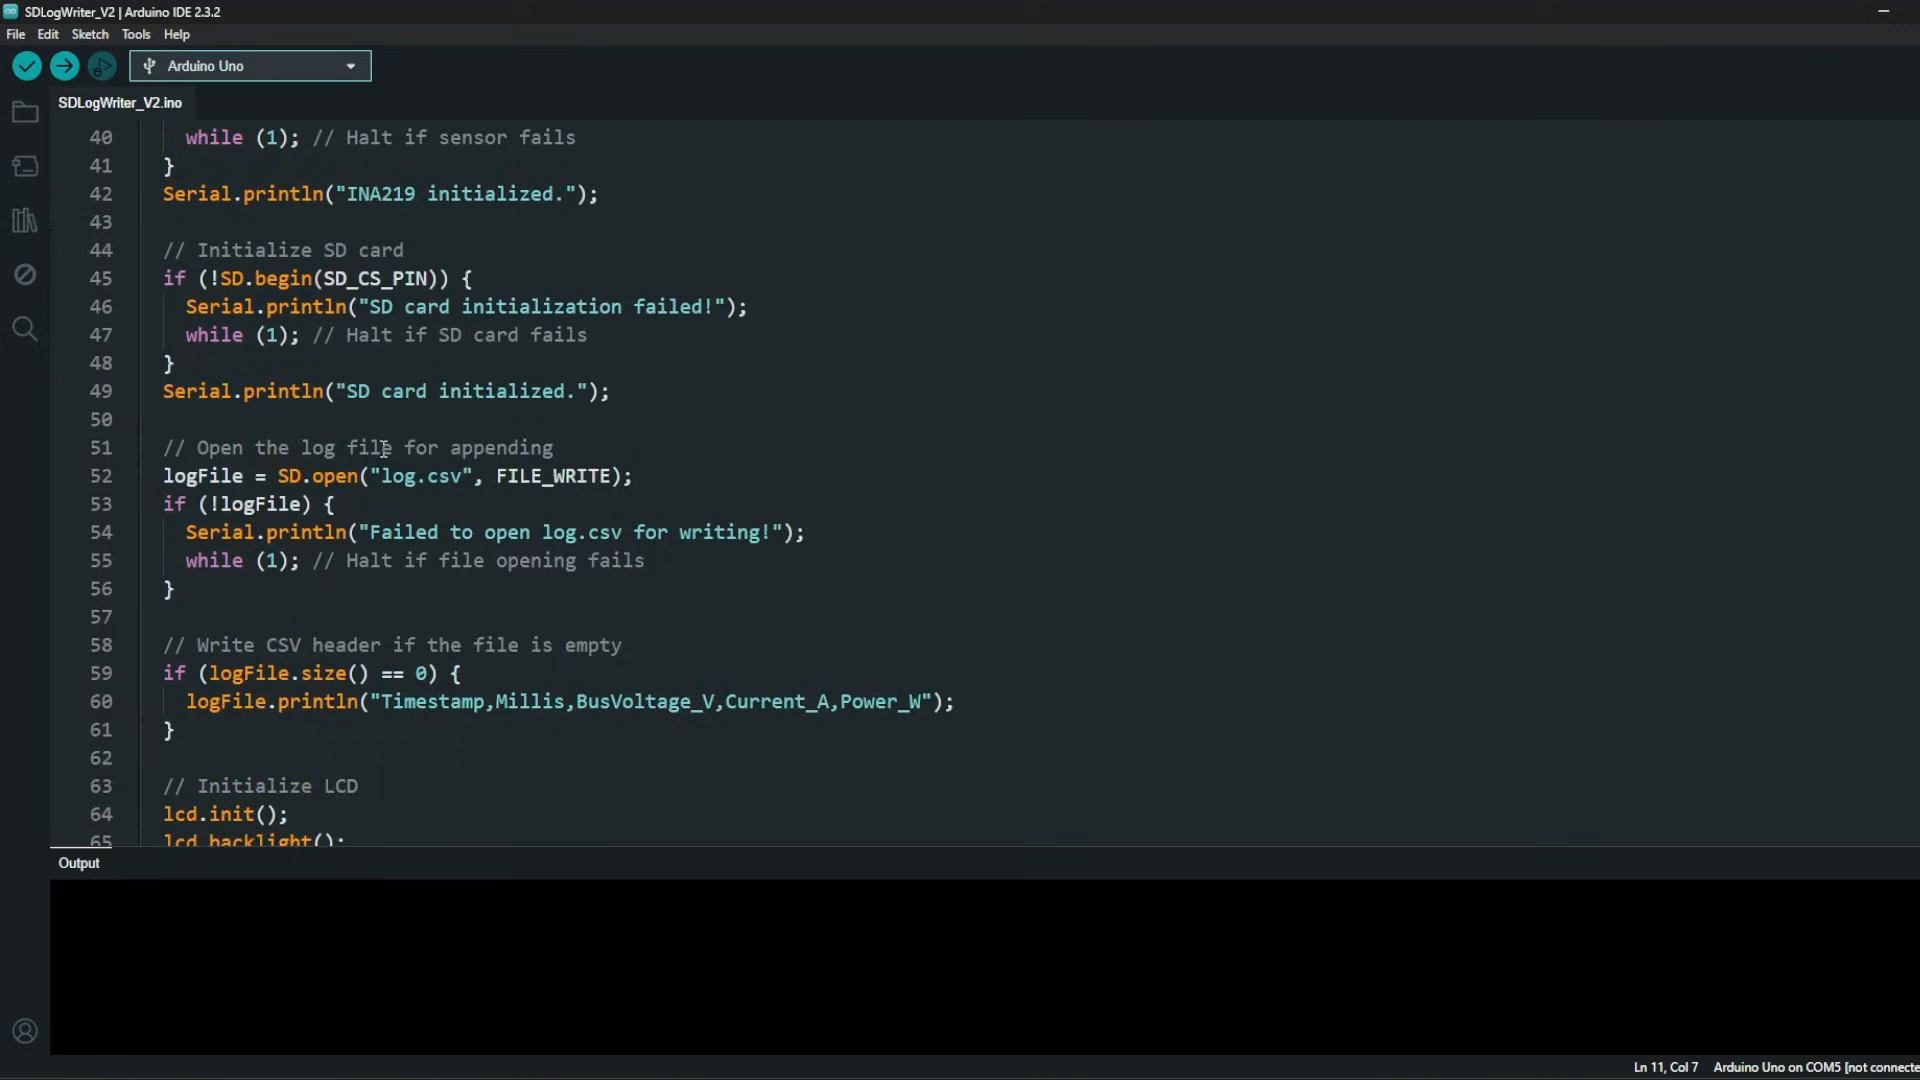 SDLogWriter_V2 | Arduino IDE 2.3.2
File Edit Sketch Tools Help
Arduino Uno
SDLogWriter_V2.ino
40 while (1); // Halt if sensor fails
41 }
42 Serial.println("INA219 initialized.");
43
44 // Initialize SD card
45 if (!SD.begin(SD_CS_PIN)) {
46 Serial.println("SD card initialization failed!");
47 while (1); // Halt if SD card fails
48 }
49 Serial.println("SD card initialized.");
50
51 // Open the log file for appending
52 logFile = SD.open("log.csv", FILE_WRITE);
53 if (!logFile) {
54 Serial.println("Failed to open log.csv for writing!");
55 while (1); // Halt if file opening fails
56 }
57
58 // Write CSV header if the file is empty
59 if (logFile.size() == 0) {
60 logFile.println("Timestamp,Millis,BusVoltage_V,Current_A,Power_W");
61 }
62
63 // Initialize LCD
64 lcd.init();
65 lcd.backlight();
Output
Ln 11, Col 7 Arduino Uno on COM5 [not connecte